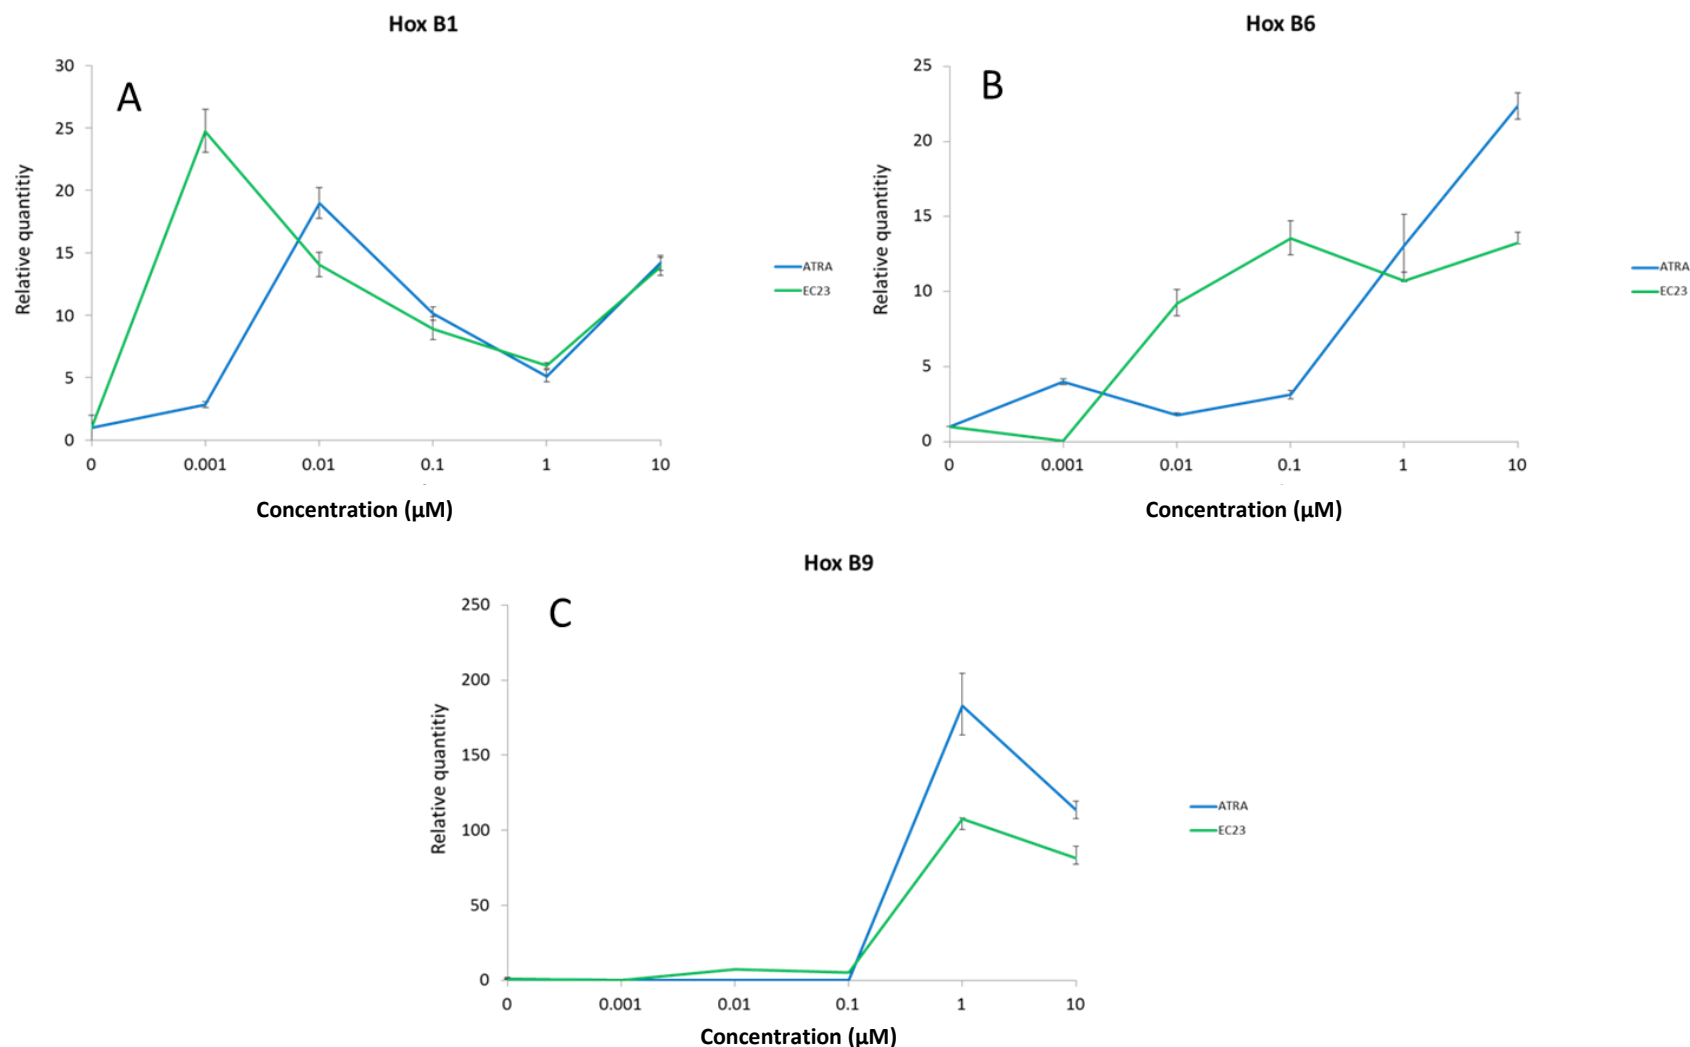 Hox B1
A
30
25
20
15
10
5
0
Relative quantitiy
0 0.001 0.01 0.1 1 10
Concentration (µM)
ATRA
EC23
Hox B6
B
25
20
15
10
5
0
Relative quantitiy
0 0.001 0.01 0.1 1 10
Concentration (µM)
ATRA
EC23
Hox B9
C
250
200
150
100
50
0
Relative quantitiy
0 0.001 0.01 0.1 1 10
Concentration (µM)
ATRA
EC23